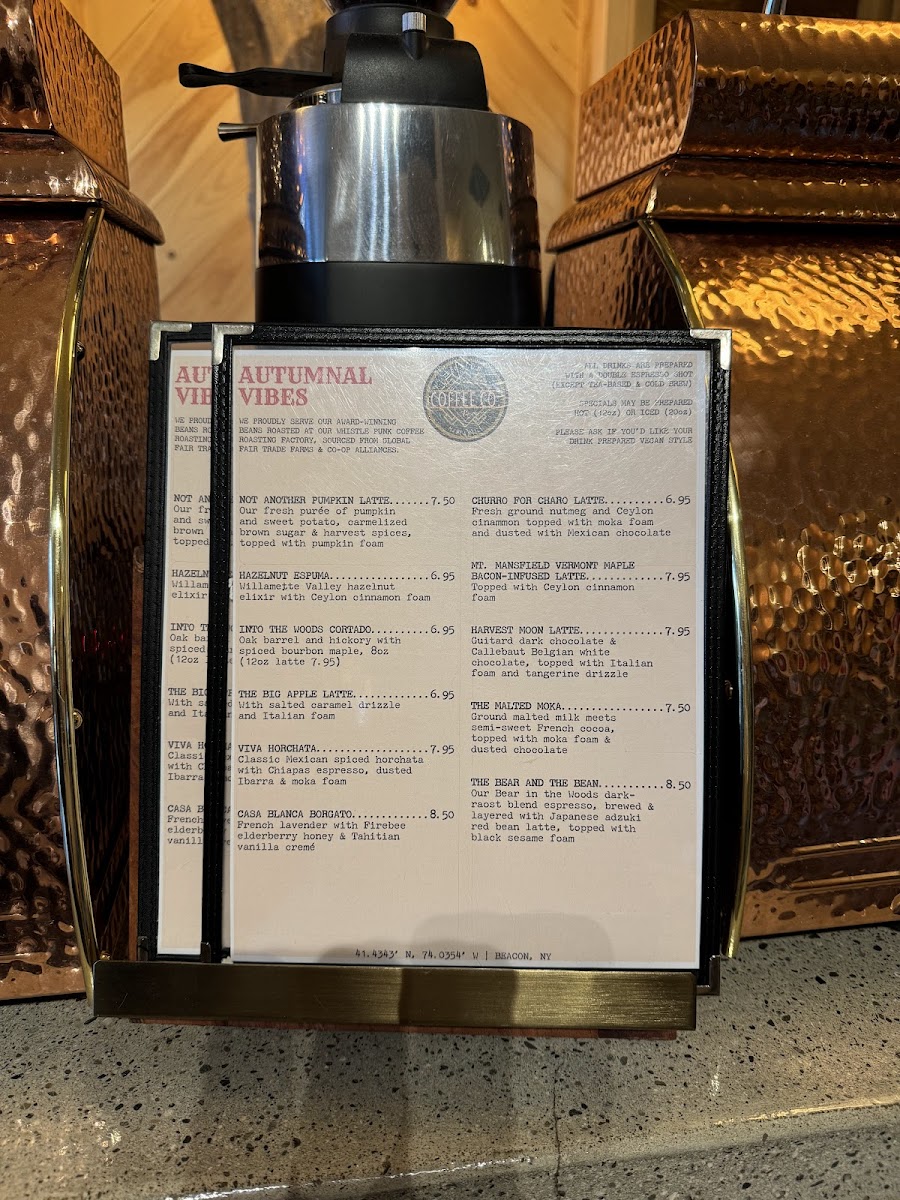 AUTUMNAL
VIBES
WE PROUDLY SERVE OUR AWARD-WINNING
BEANS ROASTED AT OUR WHISTLE PUNK COFFEE
ROASTING FACTORY, SOURCED FROM GLOBAL
FAIR TRADE FARMS & CO-OP ALLIANCES.
COFFEE CO.
ALL DRINKS ARE PREPARED
WITH A DOUBLE ESPRESSO SHOT
(EXCEPT TEA-BASED & COLD BREW)
SPECIALS MAY BE PREPARED
HOT (12oz) OR ICED (20oz)
PLEASE ASK IF YOU'D LIKE YOUR
DRINK PREPARED VEGAN STYLE
NOT ANOTHER PUMPKIN LATTE.......7.50
Our fresh purée of pumpkin
and sweet potato, carmelized
brown sugar & harvest spices,
topped with pumpkin foam
HAZELNUT ESPUMA.................6.95
Willamette Valley hazelnut
elixir with Ceylon cinnamon foam
INTO THE WOODS CORTADO..........6.95
Oak barrel and hickory with
spiced bourbon maple, 8oz
(12oz latte 7.95)
THE BIG APPLE LATTE.............6.95
With salted caramel drizzle
and Italian foam
VIVA HORCHATA...................7.95
Classic Mexican spiced horchata
with Chiapas espresso, dusted
Ibarra & moka foam
CASA BLANCA BORGATO.............8.50
French lavender with Firebee
elderberry honey & Tahitian
vanilla cremé
CHURRO FOR CHARO LATTE..........6.95
Fresh ground nutmeg and Ceylon
cinammon topped with moka foam
and dusted with Mexican chocolate
MT. MANSFIELD VERMONT MAPLE
BACON-INFUSED LATTE.............7.95
Topped with Ceylon cinnamon
foam
HARVEST MOON LATTE..............7.95
Guitard dark chocolate &
Callebaut Belgian white
chocolate, topped with Italian
foam and tangerine drizzle
THE MALTED MOKA.................7.50
Ground malted milk meets
semi-sweet French cocoa,
topped with moka foam &
dusted chocolate
THE BEAR AND THE BEAN...........8.50
Our Bear in the Woods dark-
raost blend espresso, brewed &
layered with Japanese adzuki
red bean latte, topped with
black sesame foam
41.4343' N, 74.0354' W | BEACON, NY